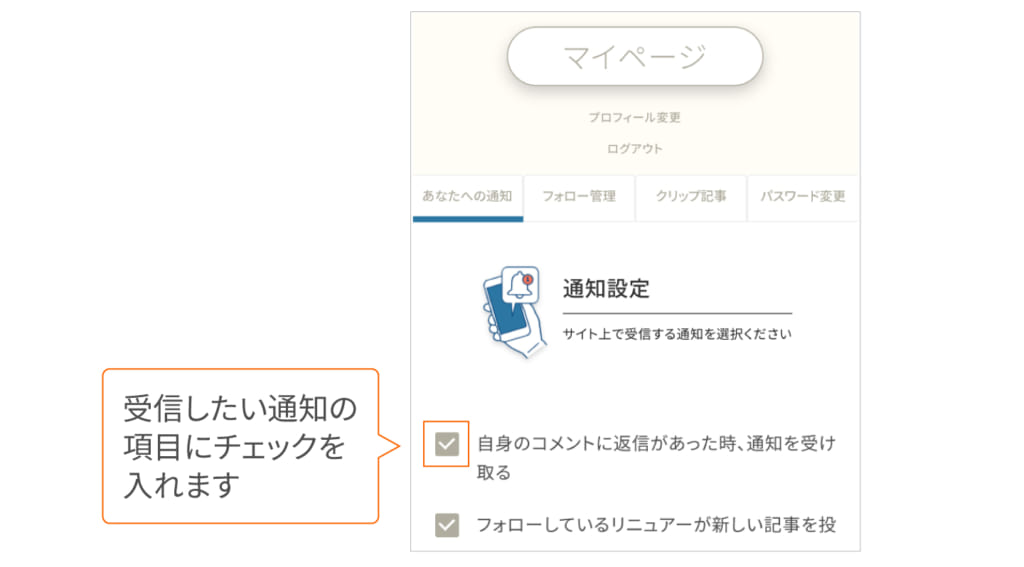 マイページ
プロフィール変更
ログアウト
あなたへの通知
フォロー管理
クリップ記事
パスワード変更
通知設定
サイト上で受信する通知を選択ください
受信したい通知の
項目にチェックを
入れます
自身のコメントに返信があった時、通知を受け
取る
フォローしているリニュアーが新しい記事を投